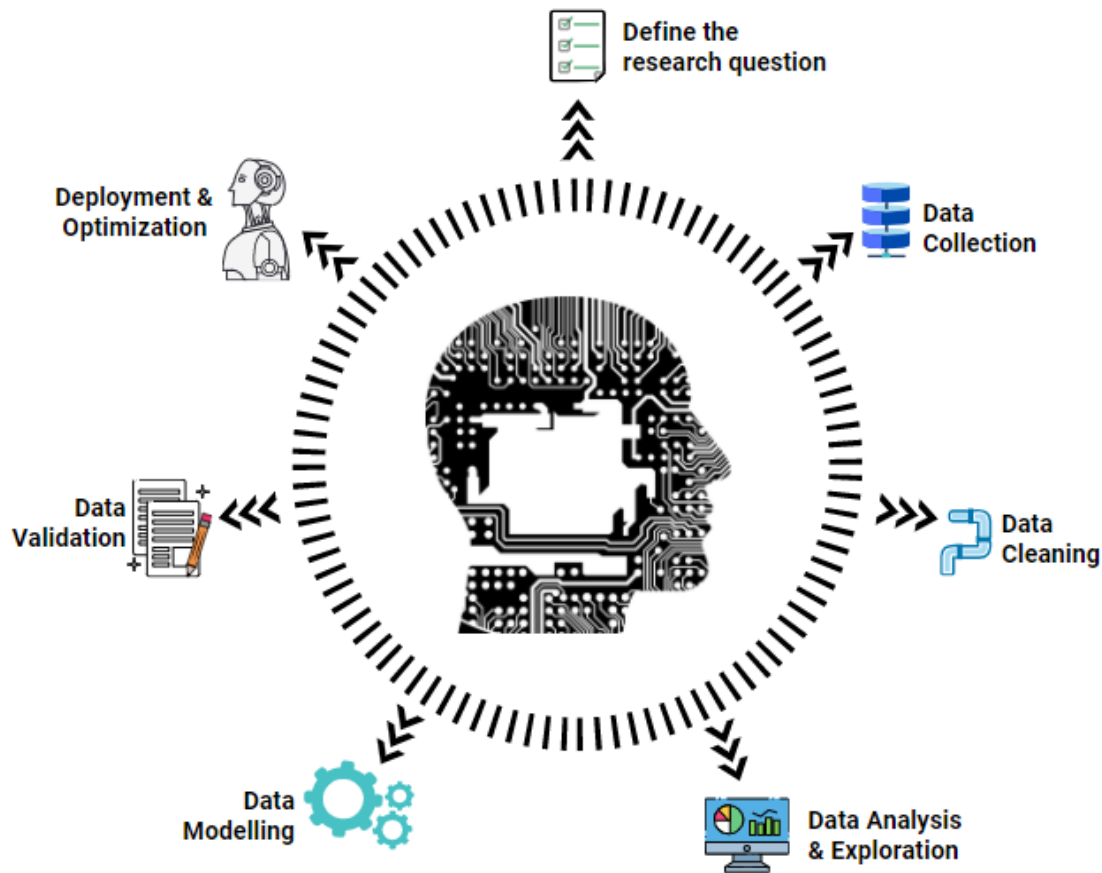 Define the
research question
Data
Collection
Data
Cleaning
Data Analysis
& Exploration
Data
Modelling
Data
Validation
Deployment &
Optimization